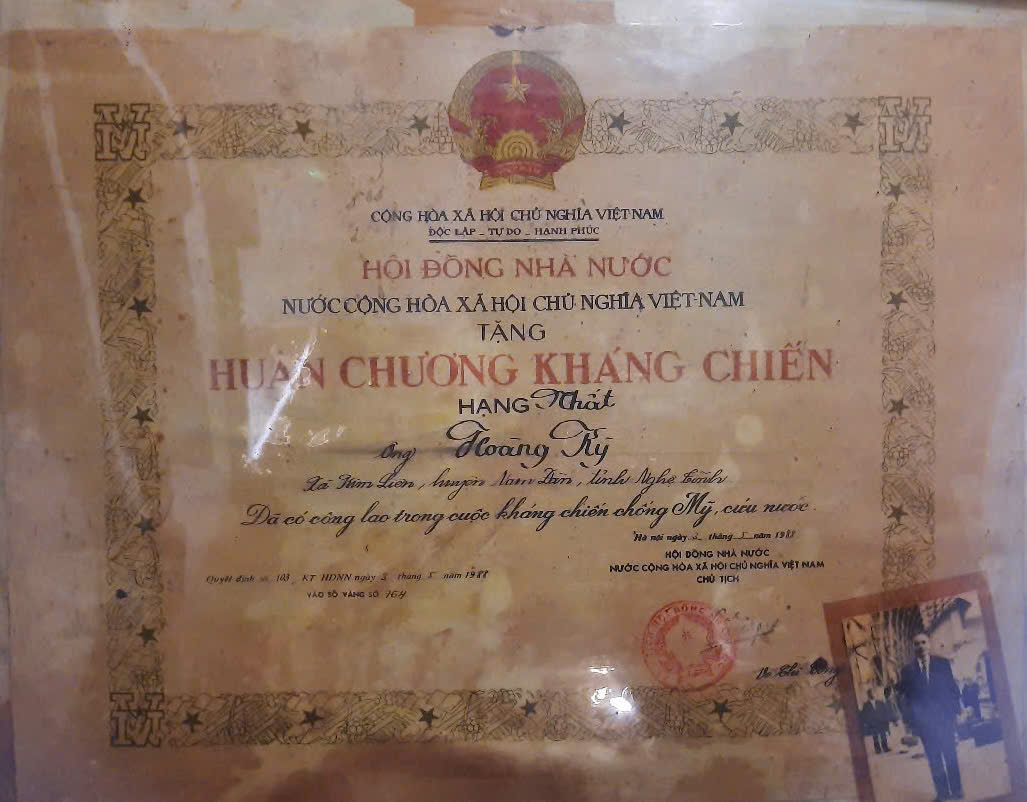 CỘNG HÒA XÃ HỘI CHỦ NGHĨA VIỆT NAM
ĐỘC LẬP _ TỰ DO _ HẠNH PHÚC
HỘI ĐỒNG NHÀ NƯỚC
NƯỚC CỘNG HÒA XÃ HỘI CHỦ NGHĨA VIỆT-NAM
TẶNG
HUÂN CHƯƠNG KHÁNG CHIẾN
HẠNG Nhất
Ông Hoàng Kỳ
Xã Kim Liên, huyện Nam Đàn, tỉnh Nghệ Tĩnh
Đã có công lao trong cuộc kháng chiến chống Mỹ, cứu nước.
Hà nội ngày 3 tháng 5 năm 1988
HỘI ĐỒNG NHÀ NƯỚC
NƯỚC CỘNG HÒA XÃ HỘI CHỦ NGHĨA VIỆT NAM
CHỦ TỊCH
Quyết định số 103 KT HĐNN ngày 3 tháng 5 năm 1988
VÀO SỔ VÀNG SỐ 764
Võ Chí Công